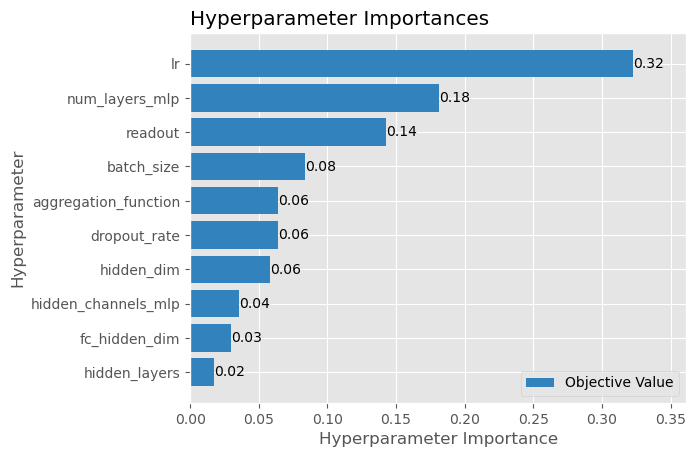 Hyperparameter Importances
Hyperparameter
lr
0.32
num_layers_mlp
0.18
readout
0.14
batch_size
0.08
aggregation_function
0.06
dropout_rate
0.06
hidden_dim
0.06
hidden_channels_mlp
0.04
fc_hidden_dim
0.03
hidden_layers
0.02
Objective Value
0.00 0.05 0.10 0.15 0.20 0.25 0.30 0.35
Hyperparameter Importance